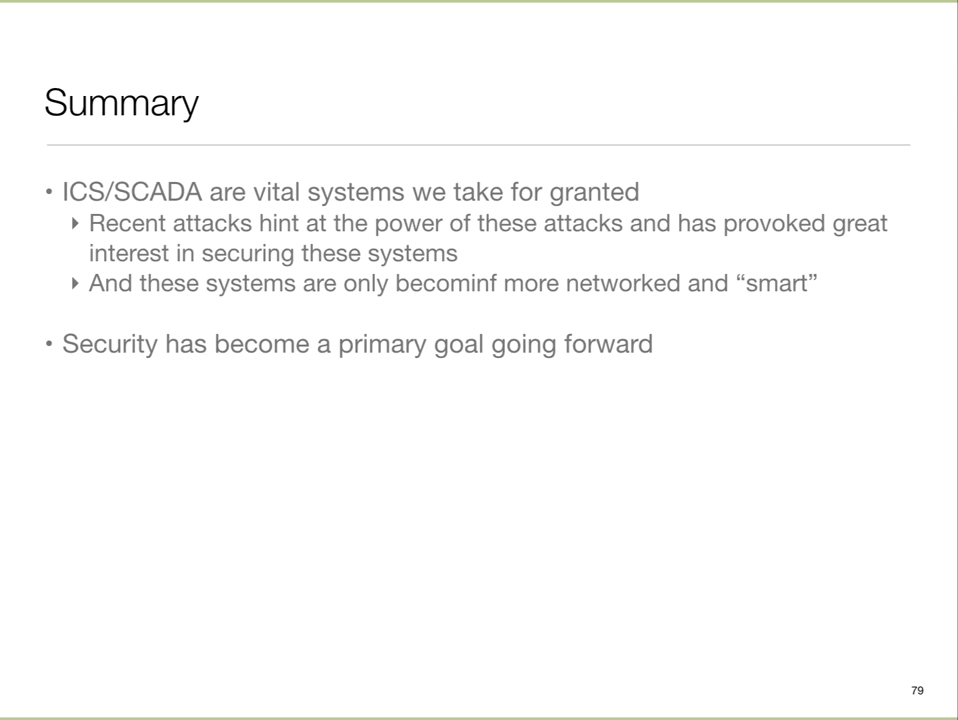 Summary
• ICS/SCADA are vital systems we take for granted
‣ Recent attacks hint at the power of these attacks and has provoked great
interest in securing these systems
‣ And these systems are only becominf more networked and “smart”
• Security has become a primary goal going forward
79